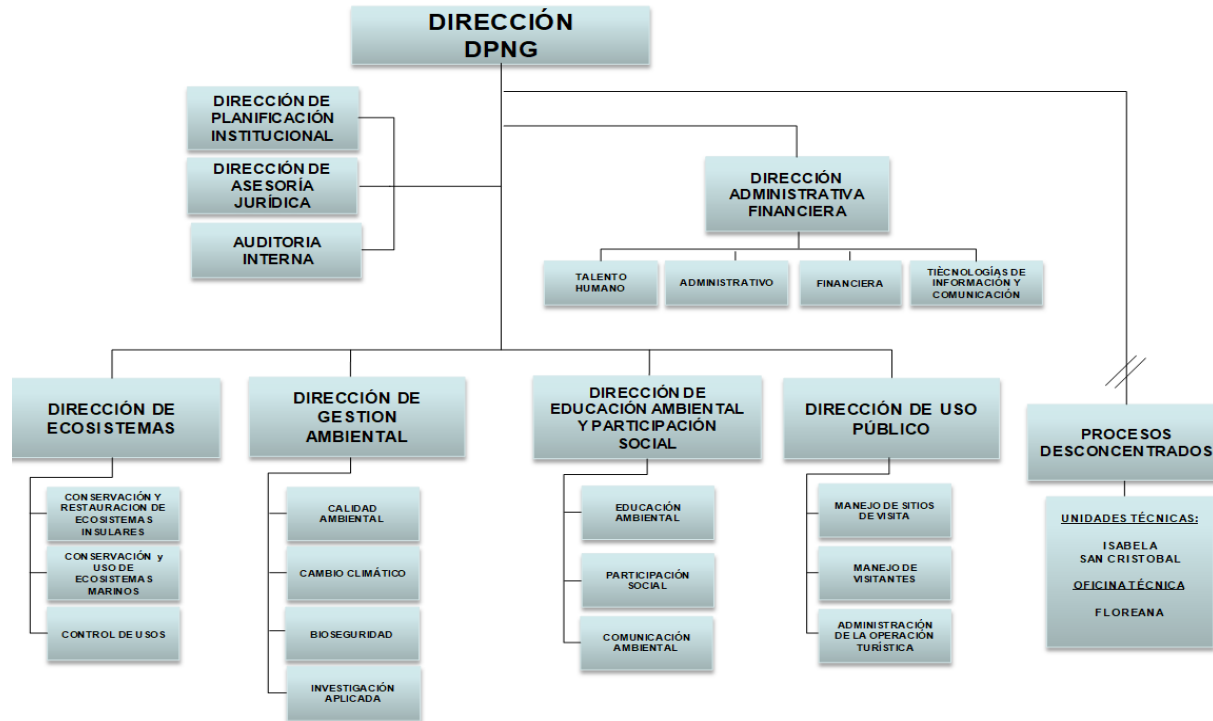 DIRECCIÓN
DPNG
DIRECCIÓN DE
PLANIFICACIÓN
INSTITUCIONAL
DIRECCIÓN DE
ASESORÍA
JURÍDICA
AUDITORIA
INTERNA
DIRECCIÓN
ADMINISTRATIVA
FINANCIERA
TALENTO
HUMANO
ADMINISTRATIVO
FINANCIERA
TIÈCNOLOGÍAS DE
INFORMACIÓN Y
COMUNICACIÓN
DIRECCIÓN DE
ECOSISTEMAS
CONSERVACIÓN Y
RESTAURACION DE
ECOSISTEMAS
INSULARES
CONSERVACIÓN y
USO DE
ECOSISTEMAS
MARINOS
CONTROL DE USOS
DIRECCIÓN DE
GESTION
AMBIENTAL
CALIDAD
AMBIENTAL
CAMBIO CLIMÁTICO
BIOSEGURIDAD
INVESTIGACIÓN
APLICADA
DIRECCIÓN DE
EDUCACIÓN AMBIENTAL
Y PARTICIPACIÓN
SOCIAL
EDUCACIÓN
AMBIENTAL
PARTICIPACIÓN
SOCIAL
COMUNICACIÓN
AMBIENTAL
DIRECCIÓN DE USO
PÚBLICO
MANEJO DE SITIOS
DE VISITA
MANEJO DE
VISITANTES
ADMINISTRACIÓN
DE LA OPERACIÓN
TURÍSTICA
PROCESOS
DESCONCENTRADOS
UNIDADES TÉCNICAS:
ISABELA
SAN CRISTOBAL
OFICINA TÉCNICA
FLOREANA